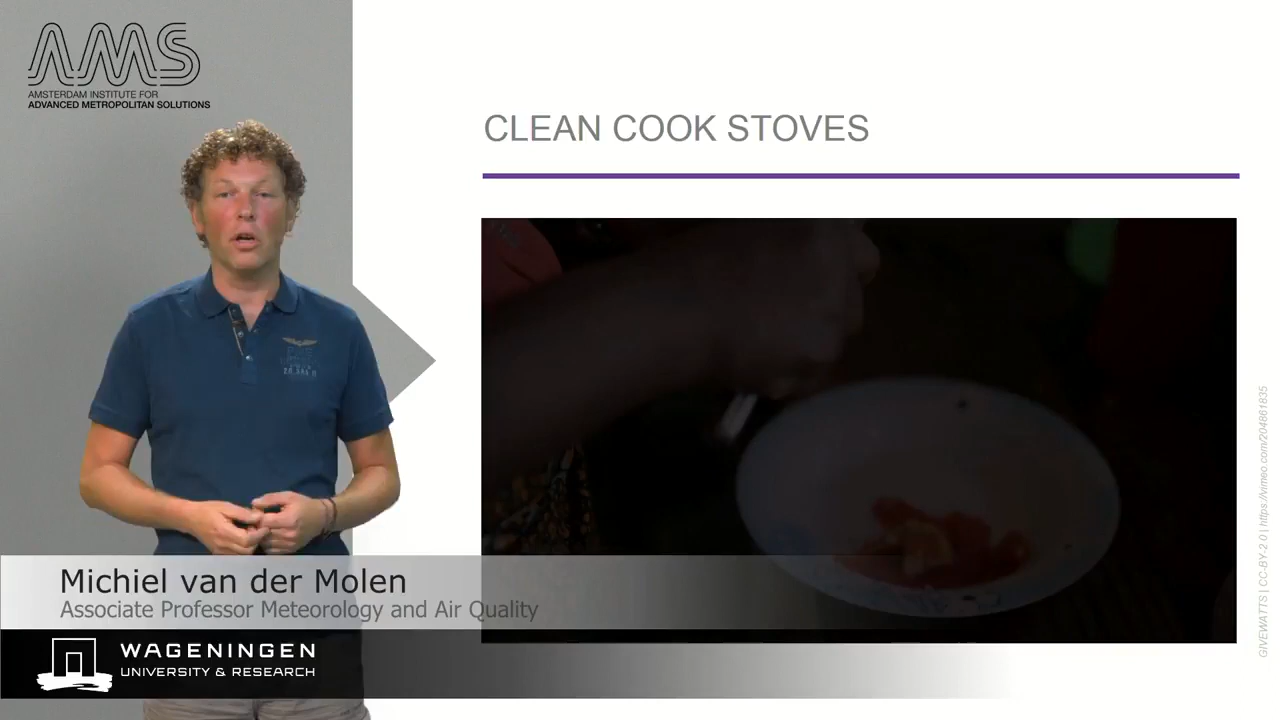 AMS
AMSTERDAM INSTITUTE FOR
ADVANCED METROPOLITAN SOLUTIONS
CLEAN COOK STOVES
Michiel van der Molen
Associate Professor Meteorology and Air Quality
WAGENINGEN
UNIVERSITY & RESEARCH
GIVEWATTS | CC-BY-2.0 | https://vimeo.com/204861835